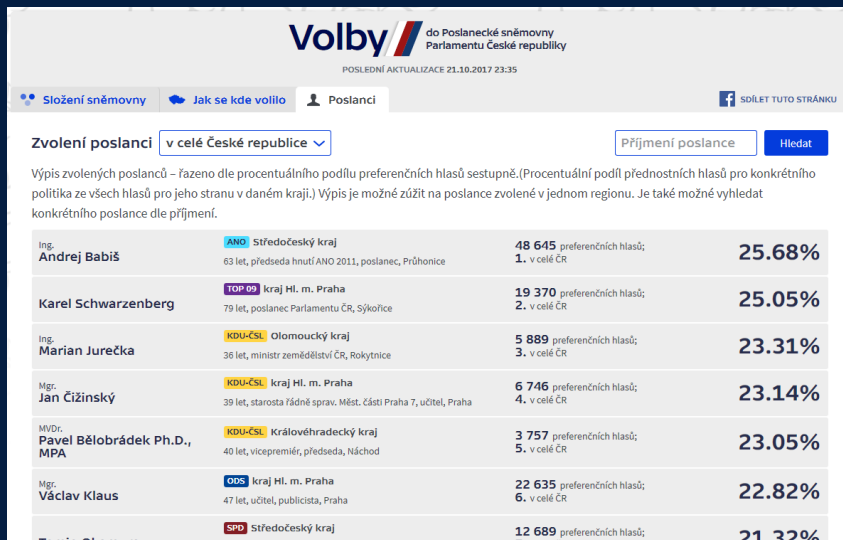 Volby do Poslanecké sněmovny
Parlamentu České republiky
POSLEDNÍ AKTUALIZACE 21.10.2017 23:35
Složení sněmovny Jak se kde volilo Poslanci SDÍLET TUTO STRÁNKU
Zvolení poslanci v celé České republice Příjmení poslance Hledat
Výpis zvolených poslanců – řazeno dle procentuálního podílu preferenčních hlasů sestupně.(Procentuální podíl přednostních hlasů pro konkrétního
politika ze všech hlasů pro jeho stranu v daném kraji.) Výpis je možné zúžit na poslance zvolené v jednom regionu. Je také možné vyhledat
konkrétního poslance dle příjmení.
Ing.
Andrej Babiš
ANO Středočeský kraj
63 let, předseda hnutí ANO 2011, poslanec, Průhonice
48 645 preferenčních hlasů;
1. v celé ČR
25.68%
Karel Schwarzenberg
TOP 09 kraj Hl. m. Praha
79 let, poslanec Parlamentu ČR, Sýkořice
19 370 preferenčních hlasů;
2. v celé ČR
25.05%
Ing.
Marian Jurečka
KDU-ČSL Olomoucký kraj
36 let, ministr zemědělství ČR, Rokytnice
5 889 preferenčních hlasů;
3. v celé ČR
23.31%
Mgr.
Jan Čižinský
KDU-ČSL kraj Hl. m. Praha
39 let, starosta řádně sprav. Měst. části Praha 7, učitel, Praha
6 746 preferenčních hlasů;
4. v celé ČR
23.14%
MVDr.
Pavel Bělobrádek Ph.D.,
MPA
KDU-ČSL Královéhradecký kraj
40 let, vicepremiér, předseda, Náchod
3 757 preferenčních hlasů;
5. v celé ČR
23.05%
Mgr.
Václav Klaus
ODS kraj Hl. m. Praha
47 let, učitel, publicista, Praha
22 635 preferenčních hlasů;
6. v celé ČR
22.82%
SPD Středočeský kraj
12 689 preferenčních hlasů;
21.32%